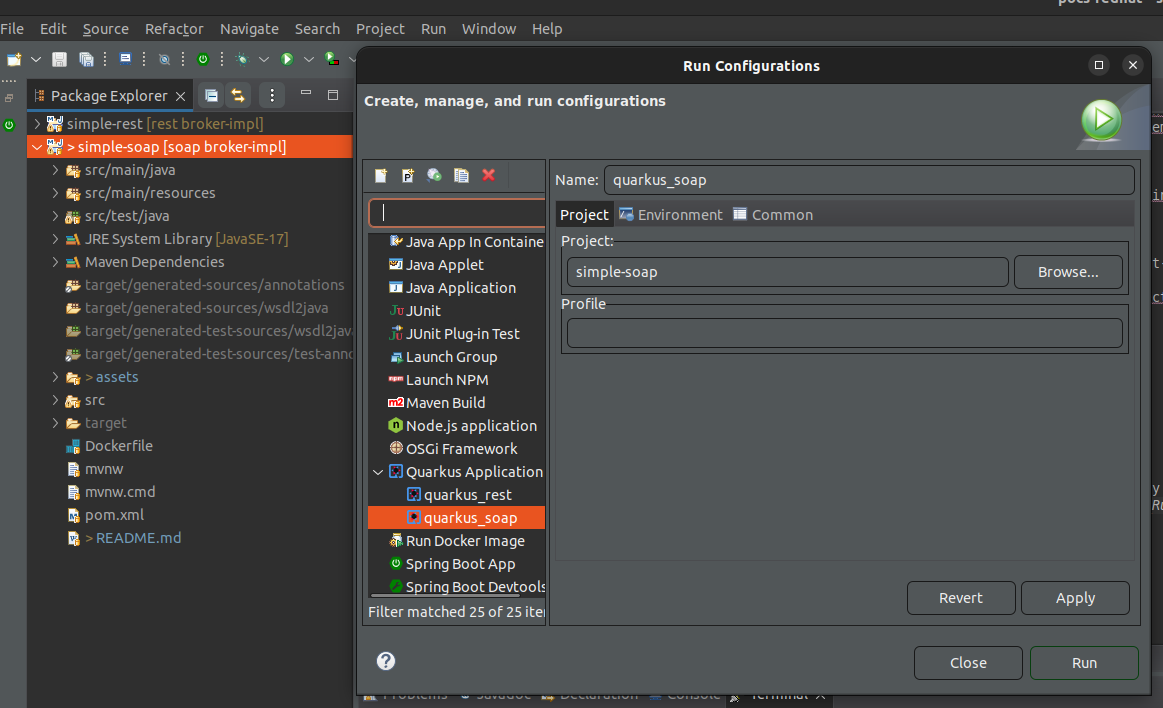 File Edit Source Refactor Navigate Search Project Run Window Help
Run Configurations
Package Explorer
simple-rest [rest broker-impl]
> simple-soap [soap broker-impl]
src/main/java
src/main/resources
src/test/java
JRE System Library [JavaSE-17]
Maven Dependencies
target/generated-sources/annotations
target/generated-sources/wsdl2java
target/generated-test-sources/wsdl2java
target/generated-test-sources/test-anno
> assets
src
target
Dockerfile
mvnw
mvnw.cmd
pom.xml
> README.md
Create, manage, and run configurations
Java App In Containe
Java Applet
Java Application
JUnit
JUnit Plug-in Test
Launch Group
Launch NPM
Maven Build
Node.js application
OSGi Framework
Quarkus Application
quarkus_rest
quarkus_soap
Run Docker Image
Spring Boot App
Spring Boot Devtools
Filter matched 25 of 25 iter
Name: quarkus_soap
Project Environment Common
Project:
simple-soap Browse...
Profile
Revert Apply
Close Run
Problems Javadoc Declaration Console Terminal